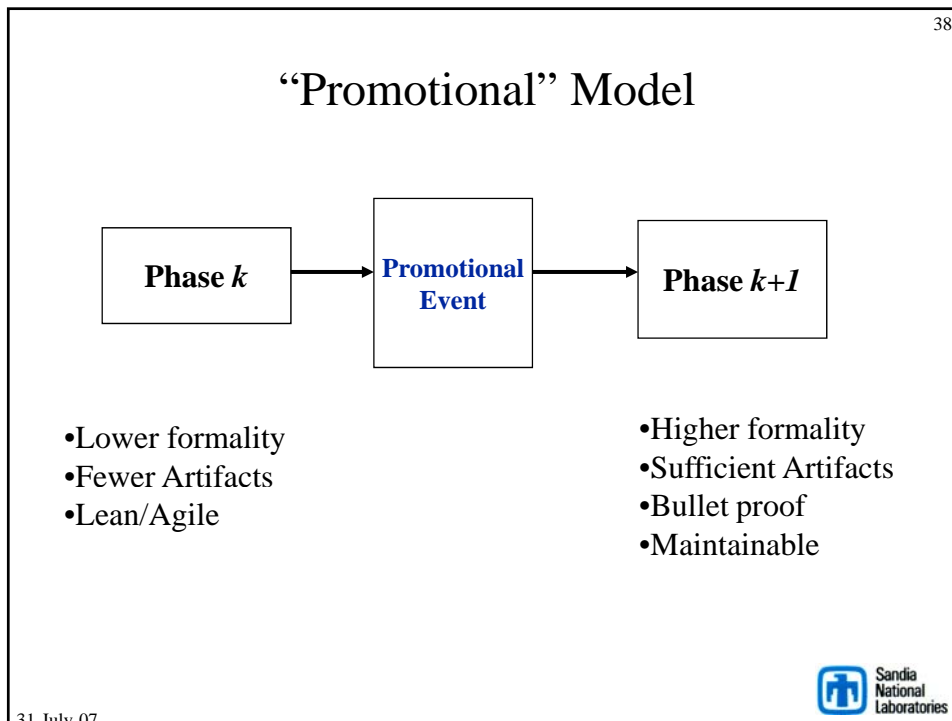 38
“Promotional” Model
Phase k
Promotional
Event
Phase k+1
•Lower formality
•Fewer Artifacts
•Lean/Agile
•Higher formality
•Sufficient Artifacts
•Bullet proof
•Maintainable
Sandia
National
Laboratories
31 July 07